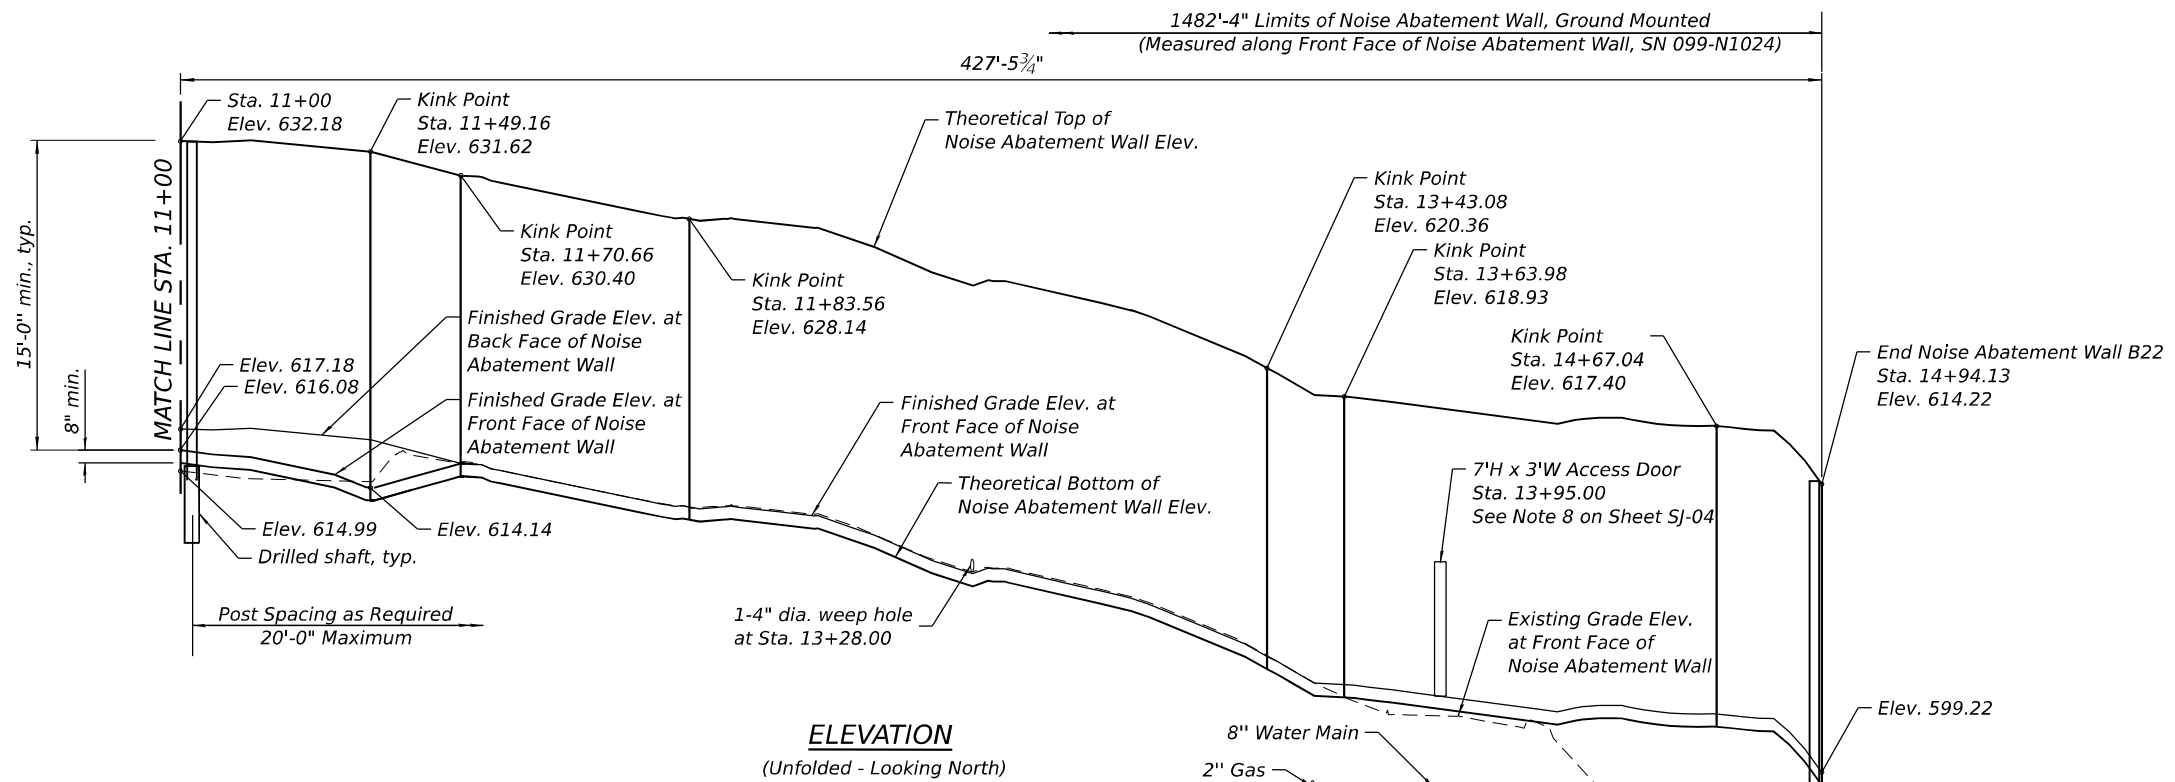 1482'-4" Limits of Noise Abatement Wall, Ground Mounted
(Measured along Front Face of Noise Abatement Wall, SN 099-N1024)
427'-5¾"
Sta. 11+00
Elev. 632.18
Kink Point
Sta. 11+49.16
Elev. 631.62
Theoretical Top of
Noise Abatement Wall Elev.
Kink Point
Sta. 13+43.08
Elev. 620.36
Kink Point
Sta. 11+70.66
Elev. 630.40
Kink Point
Sta. 13+63.98
Elev. 618.93
Kink Point
Sta. 11+83.56
Elev. 628.14
15'-0" min., typ.
MATCH LINE STA. 11+00
Finished Grade Elev. at
Back Face of Noise
Abatement Wall
Kink Point
Sta. 14+67.04
Elev. 617.40
End Noise Abatement Wall B22
Sta. 14+94.13
Elev. 614.22
Elev. 617.18
Elev. 616.08
8" min.
Finished Grade Elev. at
Front Face of Noise
Abatement Wall
Finished Grade Elev. at
Front Face of Noise
Abatement Wall
7'H x 3'W Access Door
Sta. 13+95.00
See Note 8 on Sheet SJ-04
Theoretical Bottom of
Noise Abatement Wall Elev.
Elev. 614.99
Elev. 614.14
Drilled shaft, typ.
Post Spacing as Required
20'-0" Maximum
1-4" dia. weep hole
at Sta. 13+28.00
Existing Grade Elev.
at Front Face of
Noise Abatement Wall
Elev. 599.22
ELEVATION
(Unfolded - Looking North)
8" Water Main
2" Gas